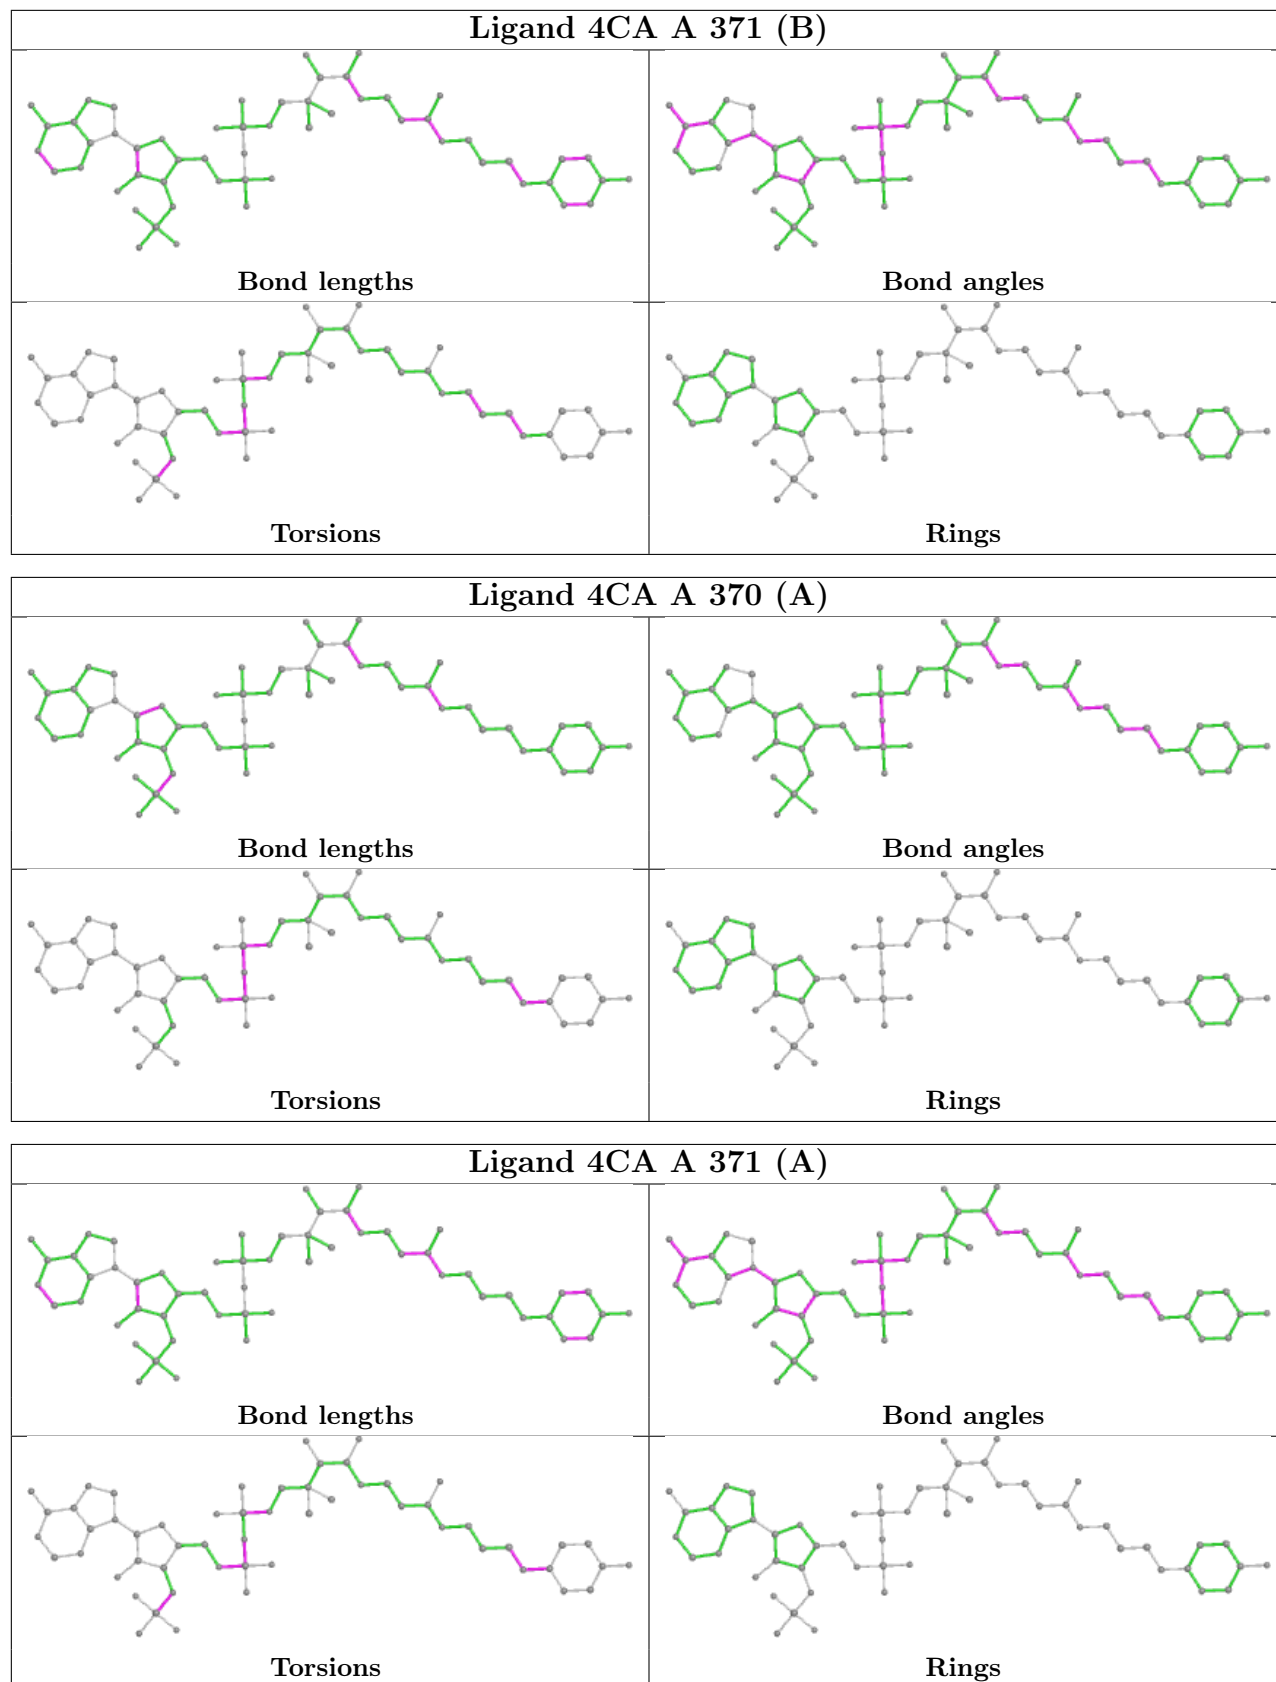 Ligand 4CA A 371 (B)
Bond lengths
Bond angles
Torsions
Rings
Ligand 4CA A 370 (A)
Bond lengths
Bond angles
Torsions
Rings
Ligand 4CA A 371 (A)
Bond lengths
Bond angles
Torsions
Rings